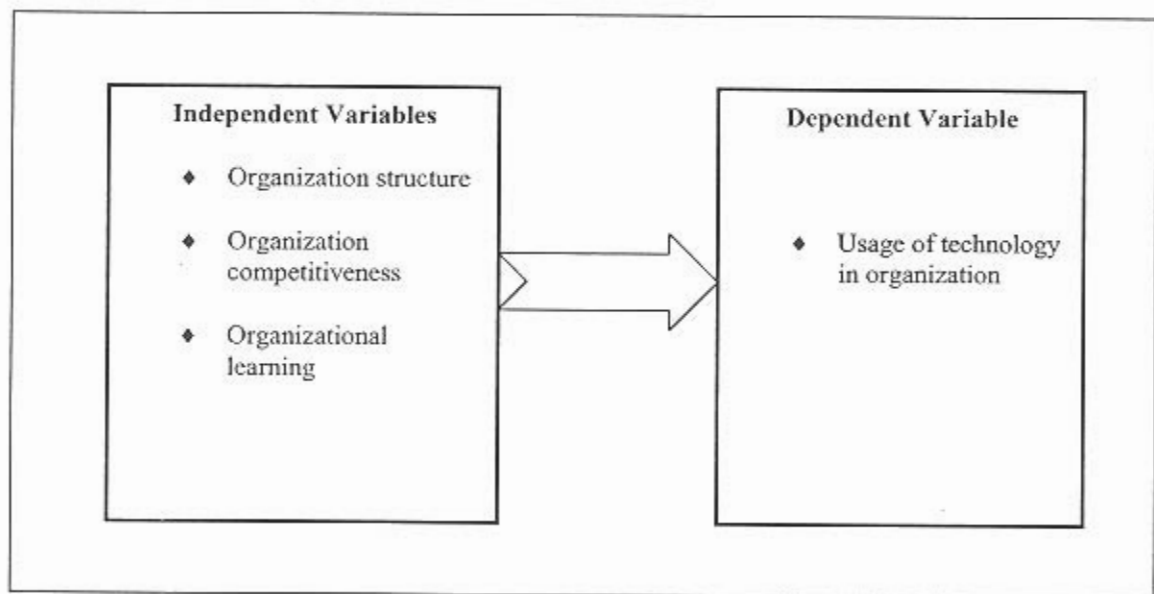 Independent Variables
♦ Organization structure
♦ Organization
competitiveness
♦ Organizational
learning
Dependent Variable
♦ Usage of technology
in organization